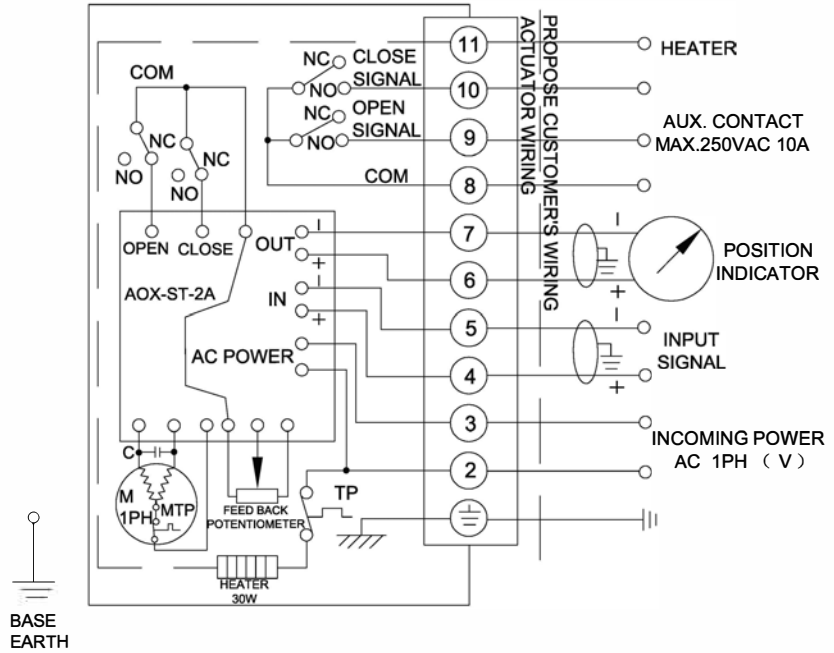 11
HEATER
NC
CLOSE
SIGNAL
NO
10
COM
NC
OPEN
SIGNAL
NO
9
AUX. CONTACT
MAX.250VAC 10A
NC
NC
NO
NO
COM
8
PROPOSE CUSTOMER'S WIRING
ACTUATOR WIRING
OPEN
CLOSE
OUT
7
+
6
POSITION
INDICATOR
+
AOX-ST-2A
IN
+
5
INPUT
SIGNAL
4
+
AC POWER
3
INCOMING POWER
AC 1PH ( V )
2
C
M
1PH
MTP
FEED BACK
POTENTIOMETER
TP
HEATER
30W
BASE
EARTH